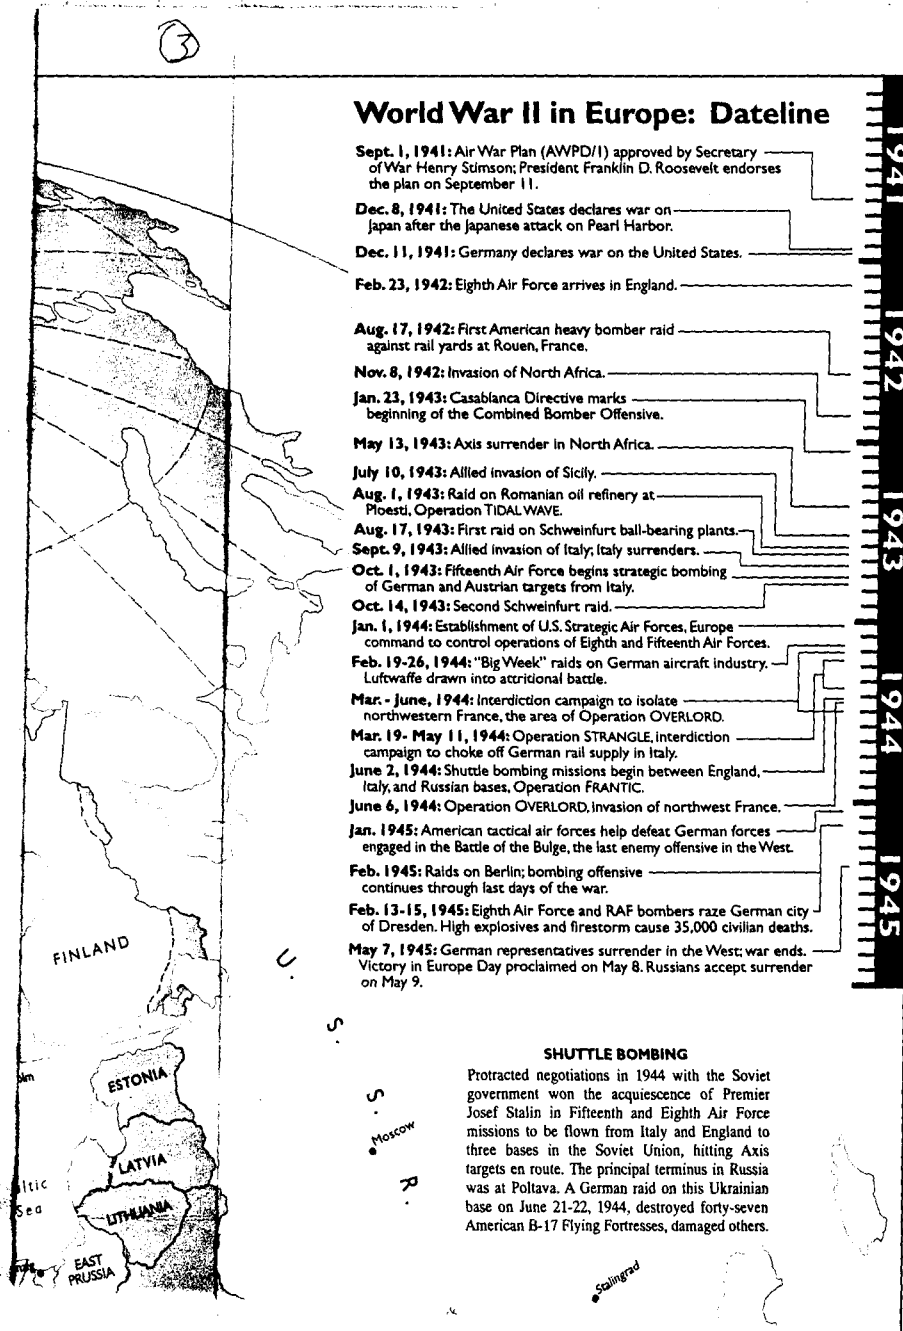 3
World War II in Europe: Dateline
Sept. 1, 1941: Air War Plan (AWPD/1) approved by Secretary
of War Henry Stimson; President Franklin D. Roosevelt endorses
the plan on September 11.
Dec. 8, 1941: The United States declares war on
Japan after the Japanese attack on Pearl Harbor.
Dec. 11, 1941: Germany declares war on the United States.
Feb. 23, 1942: Eighth Air Force arrives in England.
Aug. 17, 1942: First American heavy bomber raid
against rail yards at Rouen, France.
Nov. 8, 1942: Invasion of North Africa.
Jan. 23, 1943: Casablanca Directive marks
beginning of the Combined Bomber Offensive.
May 13, 1943: Axis surrender in North Africa.
July 10, 1943: Allied invasion of Sicily.
Aug. 1, 1943: Raid on Romanian oil refinery at
Ploesti, Operation TIDAL WAVE.
Aug. 17, 1943: First raid on Schweinfurt ball-bearing plants.
Sept. 9, 1943: Allied invasion of Italy; Italy surrenders.
Oct. 1, 1943: Fifteenth Air Force begins strategic bombing
of German and Austrian targets from Italy.
Oct. 14, 1943: Second Schweinfurt raid.
Jan. 1, 1944: Establishment of U.S. Strategic Air Forces, Europe
command to control operations of Eighth and Fifteenth Air Forces.
Feb. 19-26, 1944: "Big Week" raids on German aircraft industry.
Luftwaffe drawn into attritional battle.
Mar. - June, 1944: Interdiction campaign to isolate
northwestern France, the area of Operation OVERLORD.
Mar. 19- May 11, 1944: Operation STRANGLE, interdiction
campaign to choke off German rail supply in Italy.
June 2, 1944: Shuttle bombing missions begin between England,
Italy, and Russian bases, Operation FRANTIC.
June 6, 1944: Operation OVERLORD, invasion of northwest France.
Jan. 1945: American tactical air forces help defeat German forces
engaged in the Battle of the Bulge, the last enemy offensive in the West.
Feb. 1945: Raids on Berlin; bombing offensive
continues through last days of the war.
Feb. 13-15, 1945: Eighth Air Force and RAF bombers raze German city
of Dresden. High explosives and firestorm cause 35,000 civilian deaths.
May 7, 1945: German representatives surrender in the West; war ends.
Victory in Europe Day proclaimed on May 8. Russians accept surrender
on May 9.
1941
1942
1943
1944
1945
FINLAND
U. S. S. R.
ESTONIA
LATVIA
LITHUANIA
EAST
PRUSSIA
ltic
Sea
olm
Moscow
Stalingrad
SHUTTLE BOMBING
Protracted negotiations in 1944 with the Soviet
government won the acquiescence of Premier
Josef Stalin in Fifteenth and Eighth Air Force
missions to be flown from Italy and England to
three bases in the Soviet Union, hitting Axis
targets en route. The principal terminus in Russia
was at Poltava. A German raid on this Ukrainian
base on June 21-22, 1944, destroyed forty-seven
American B-17 Flying Fortresses, damaged others.